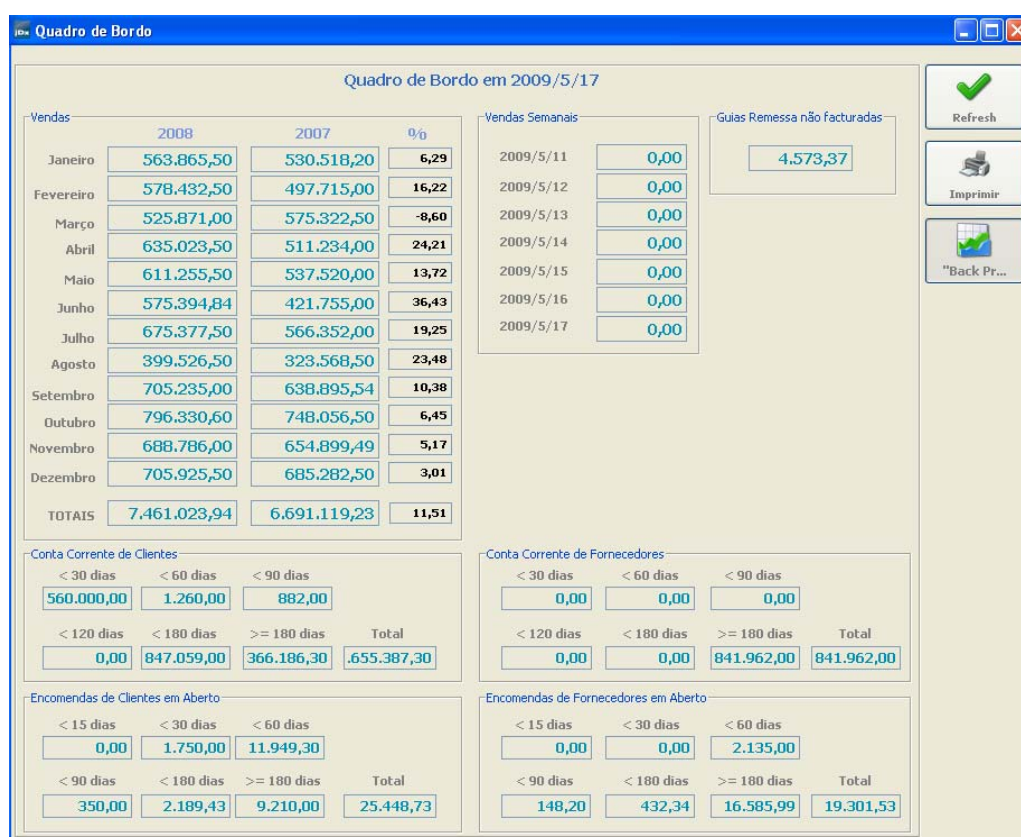 jDx Quadro de Bordo
Quadro de Bordo em 2009/5/17
Vendas
2008 2007 %
Janeiro 563.865,50 530.518,20 6,29
Fevereiro 578.432,50 497.715,00 16,22
Março 525.871,00 575.322,50 -8,60
Abril 635.023,50 511.234,00 24,21
Maio 611.255,50 537.520,00 13,72
Junho 575.394,84 421.755,00 36,43
Julho 675.377,50 566.352,00 19,25
Agosto 399.526,50 323.568,50 23,48
Setembro 705.235,00 638.895,54 10,38
Outubro 796.330,60 748.056,50 6,45
Novembro 688.786,00 654.899,49 5,17
Dezembro 705.925,50 685.282,50 3,01
TOTAIS 7.461.023,94 6.691.119,23 11,51
Vendas Semanais
2009/5/11 0,00
2009/5/12 0,00
2009/5/13 0,00
2009/5/14 0,00
2009/5/15 0,00
2009/5/16 0,00
2009/5/17 0,00
Guias Remessa não facturadas
4.573,37
Refresh
Imprimir
"Back Pr...
Conta Corrente de Clientes
< 30 dias < 60 dias < 90 dias
560.000,00 1.260,00 882,00
< 120 dias < 180 dias >= 180 dias Total
0,00 847.059,00 366.186,30 .655.387,30
Conta Corrente de Fornecedores
< 30 dias < 60 dias < 90 dias
0,00 0,00 0,00
< 120 dias < 180 dias >= 180 dias Total
0,00 0,00 841.962,00 841.962,00
Encomendas de Clientes em Aberto
< 15 dias < 30 dias < 60 dias
0,00 1.750,00 11.949,30
< 90 dias < 180 dias >= 180 dias Total
350,00 2.189,43 9.210,00 25.448,73
Encomendas de Fornecedores em Aberto
< 15 dias < 30 dias < 60 dias
0,00 0,00 2.135,00
< 90 dias < 180 dias >= 180 dias Total
148,20 432,34 16.585,99 19.301,53